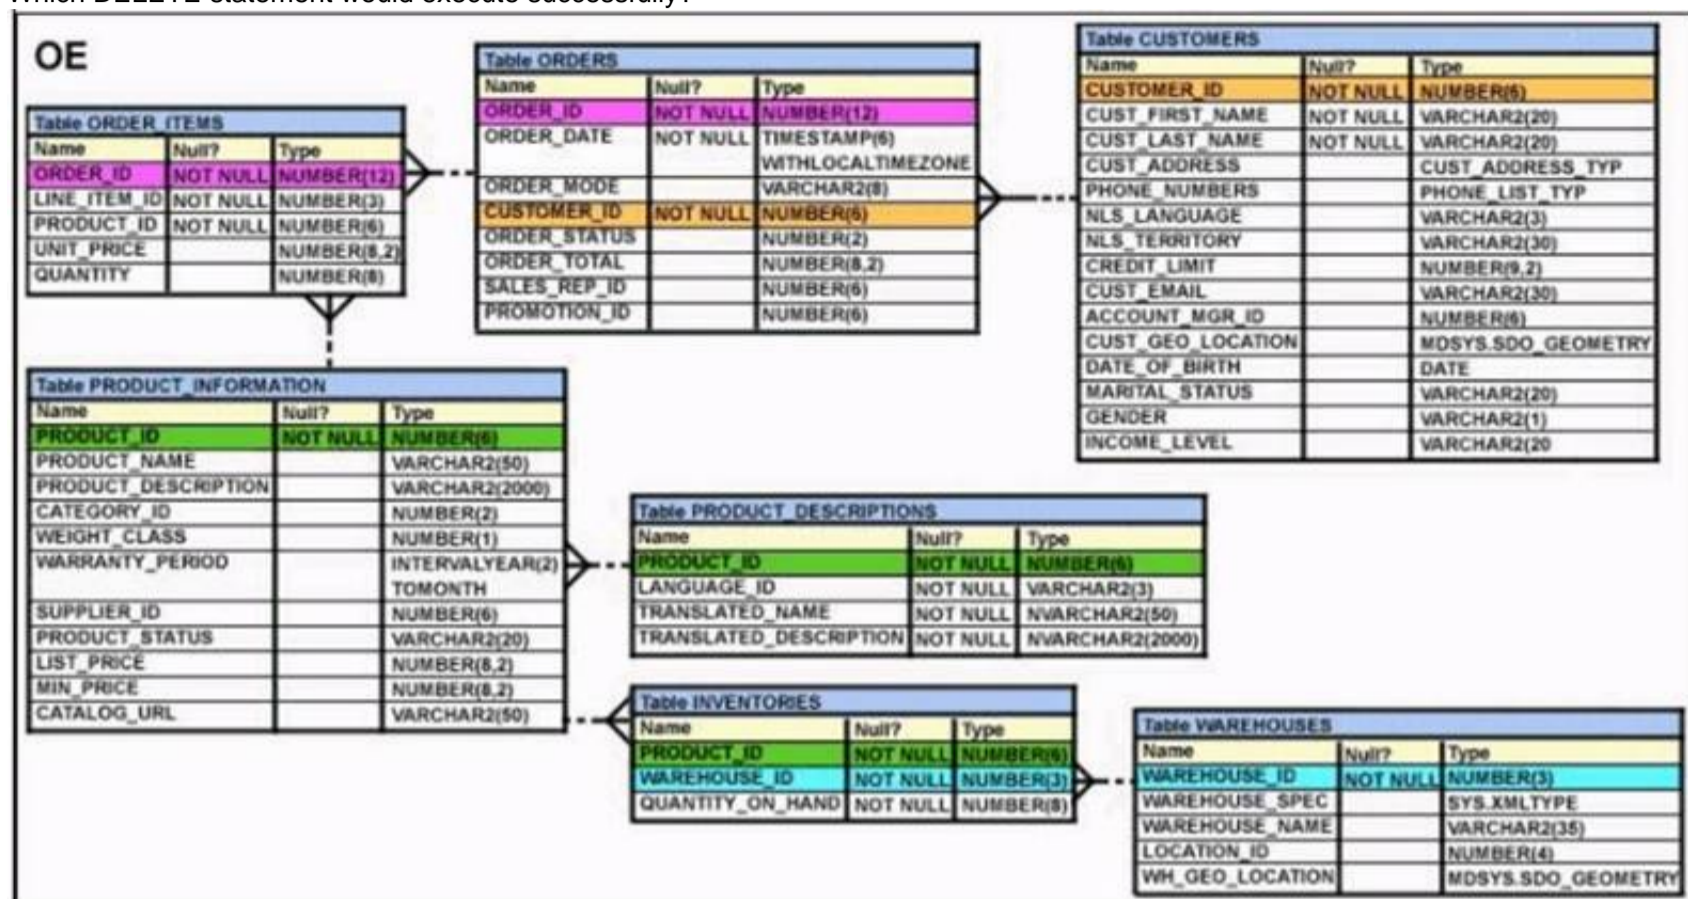 Which DELETE statement would execute successfully?
OE
Table ORDER_ITEMS
Name Null? Type
ORDER_ID NOT NULL NUMBER(12)
LINE_ITEM_ID NOT NULL NUMBER(3)
PRODUCT_ID NOT NULL NUMBER(6)
UNIT_PRICE NUMBER(8,2)
QUANTITY NUMBER(8)
Table ORDERS
Name Null? Type
ORDER_ID NOT NULL NUMBER(12)
ORDER_DATE NOT NULL TIMESTAMP(6)
WITHLOCALTIMEZONE
ORDER_MODE VARCHAR2(8)
CUSTOMER_ID NOT NULL NUMBER(6)
ORDER_STATUS NUMBER(2)
ORDER_TOTAL NUMBER(8,2)
SALES_REP_ID NUMBER(6)
PROMOTION_ID NUMBER(6)
Table CUSTOMERS
Name Null? Type
CUSTOMER_ID NOT NULL NUMBER(6)
CUST_FIRST_NAME NOT NULL VARCHAR2(20)
CUST_LAST_NAME NOT NULL VARCHAR2(20)
CUST_ADDRESS CUST_ADDRESS_TYP
PHONE_NUMBERS PHONE_LIST_TYP
NLS_LANGUAGE VARCHAR2(3)
NLS_TERRITORY VARCHAR2(30)
CREDIT_LIMIT NUMBER(9,2)
CUST_EMAIL VARCHAR2(30)
ACCOUNT_MGR_ID NUMBER(6)
CUST_GEO_LOCATION MDSYS.SDO_GEOMETRY
DATE_OF_BIRTH DATE
MARITAL_STATUS VARCHAR2(20)
GENDER VARCHAR2(1)
INCOME_LEVEL VARCHAR2(20
Table PRODUCT_INFORMATION
Name Null? Type
PRODUCT_ID NOT NULL NUMBER(6)
PRODUCT_NAME VARCHAR2(50)
PRODUCT_DESCRIPTION VARCHAR2(2000)
CATEGORY_ID NUMBER(2)
WEIGHT_CLASS NUMBER(1)
WARRANTY_PERIOD INTERVALYEAR(2)
TOMONTH
SUPPLIER_ID NUMBER(6)
PRODUCT_STATUS VARCHAR2(20)
LIST_PRICE NUMBER(8,2)
MIN_PRICE NUMBER(8,2)
CATALOG_URL VARCHAR2(50)
Table PRODUCT_DESCRIPTIONS
Name Null? Type
PRODUCT_ID NOT NULL NUMBER(6)
LANGUAGE_ID NOT NULL VARCHAR2(3)
TRANSLATED_NAME NOT NULL NVARCHAR2(50)
TRANSLATED_DESCRIPTION NOT NULL NVARCHAR2(2000)
Table INVENTORIES
Name Null? Type
PRODUCT_ID NOT NULL NUMBER(6)
WAREHOUSE_ID NOT NULL NUMBER(3)
QUANTITY_ON_HAND NOT NULL NUMBER(8)
Table WAREHOUSES
Name Null? Type
WAREHOUSE_ID NOT NULL NUMBER(3)
WAREHOUSE_SPEC SYS.XMLTYPE
WAREHOUSE_NAME VARCHAR2(35)
LOCATION_ID NUMBER(4)
WH_GEO_LOCATION MDSYS.SDO_GEOMETRY